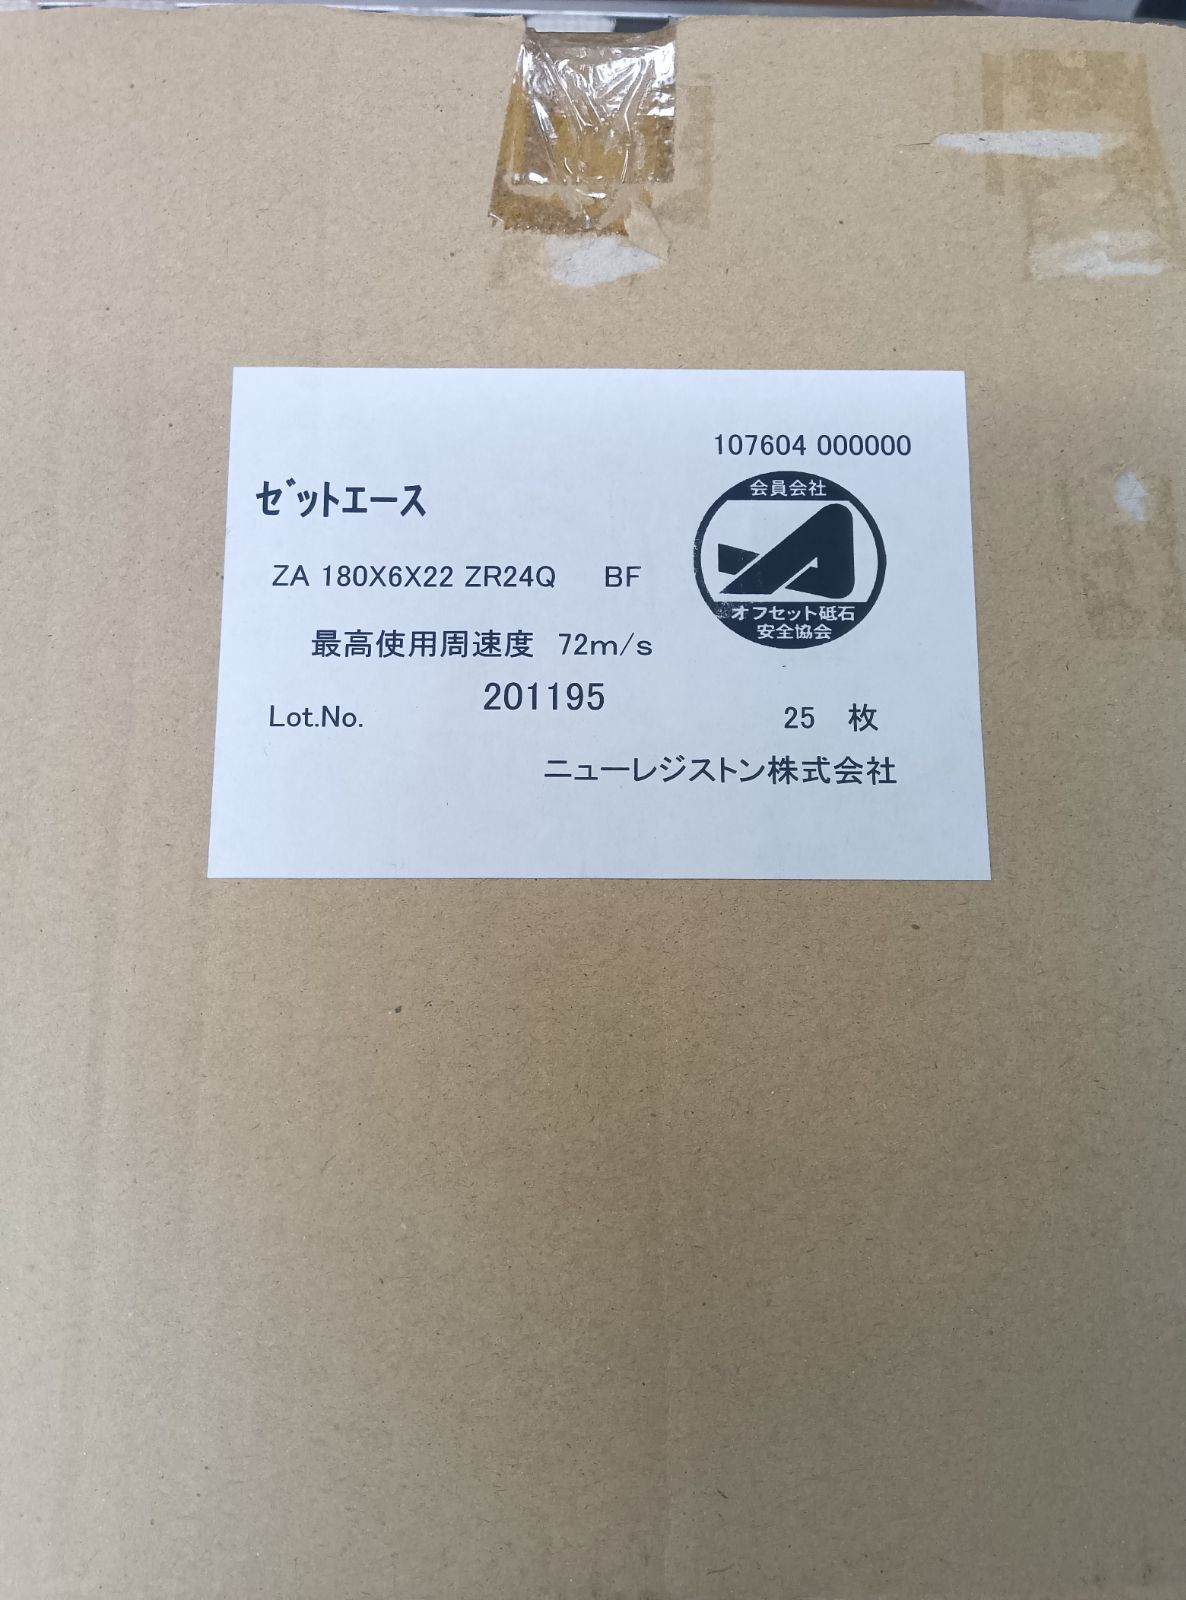 107604 000000
ｾﾞｯﾄｴｰｽ
会員会社
オフセット砥石
安全協会
ZA 180X6X22 ZR24Q BF
最高使用周速度 72m/s
201195
Lot.No. 25 枚
ニューレジストン株式会社